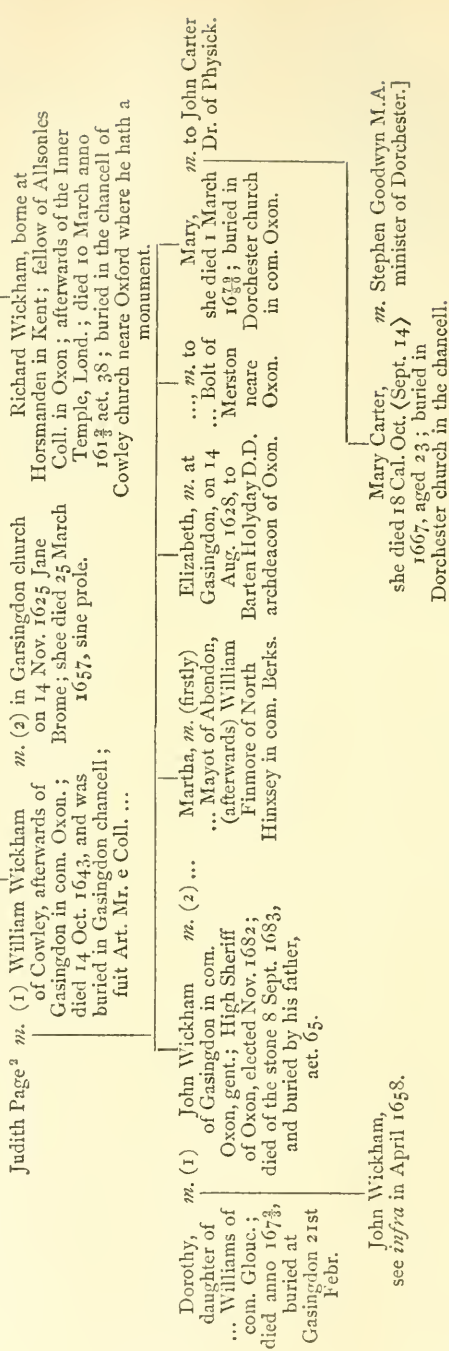 Judith Page ² m. (1) William Wickham
of Cowley, afterwards of
Gasingdon in com. Oxon.;
died 14 Oct. 1643, and was
buried in Gasingdon chancell;
fuit Art. Mr. e Coll. ...
m. (2) in Garsingdon church
on 14 Nov. 1625 Jane
Brome; shee died 25 March
1657, sine prole.
Richard Wickham, borne at
Horsmanden in Kent; fellow of Allsonles
Coll. in Oxon; afterwards of the Inner
Temple, Lond.; died 10 March anno
161¾ aet. 38; buried in the chancell of
Cowley church neare Oxford where he hath a
monument.
Dorothy,
daughter of
... Williams of
com. Glouc.;
died anno 167⅔,
buried at
Gasingdon 21st
Febr.
m. (1) John Wickham
of Gasingdon in com.
Oxon, gent.; High Sheriff
of Oxon, elected Nov. 1682;
died of the stone 8 Sept. 1683,
and buried by his father,
aet. 65.
m. (2) ...
Martha, m. (firstly)
... Mayot of Abendon,
(afterwards) William
Finmore of North
Hinxsey in com. Berks.
Elizabeth, m. at
Gasingdon, on 14
Aug. 1628, to
Barten Holyday D.D.
archdeacon of Oxon.
..., m. to
... Bolt of
Merston
neare
Oxon.
Mary,
she died 1 March
16 79/80; buried in
Dorchester church
in com. Oxon.
m. to John Carter
Dr. of Physick.
John Wickham,
see infra in April 1658.
Mary Carter,
she died 18 Cal. Oct. ⟨Sept. 14⟩
1667, aged 23; buried in
Dorchester church in the chancell.
m. Stephen Goodwyn M.A.
minister of Dorchester.]